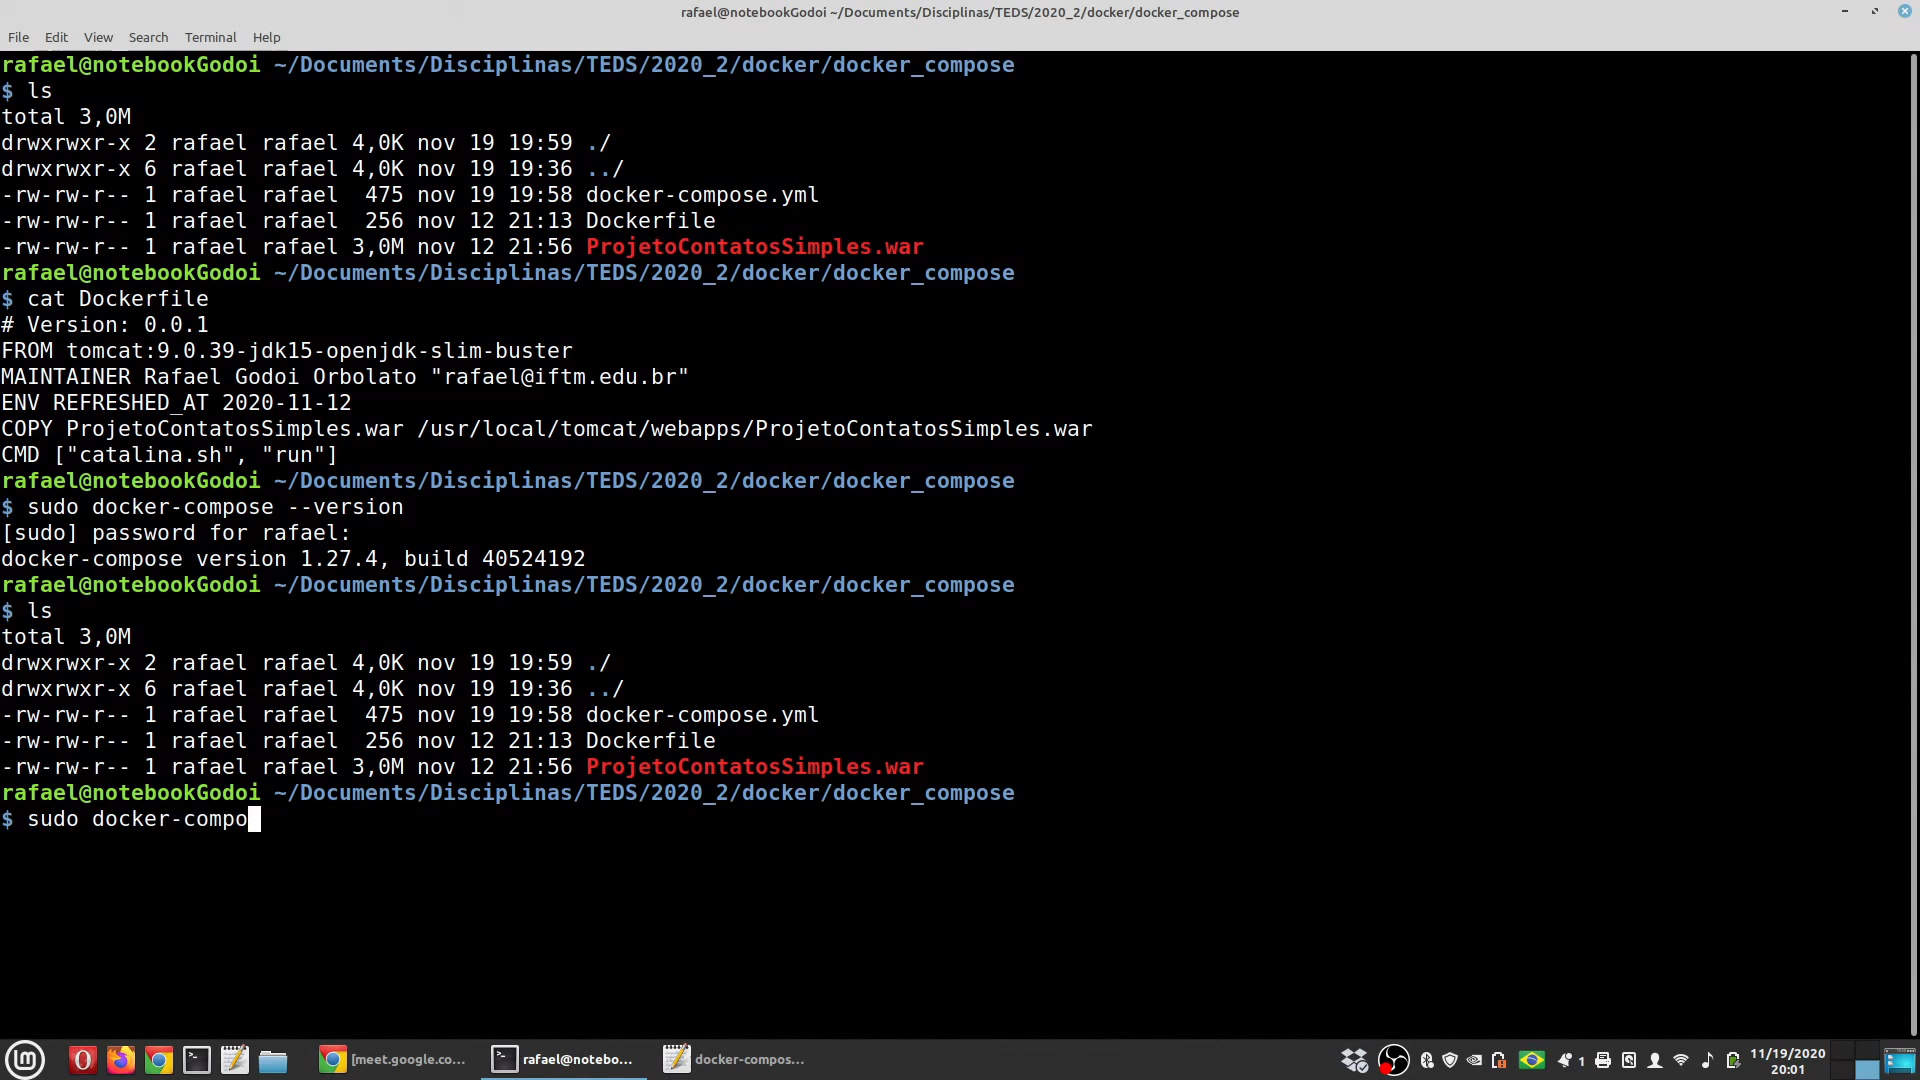 rafael@notebookGodoi ~/Documents/Disciplinas/TEDS/2020_2/docker/docker_compose
File Edit View Search Terminal Help
rafael@notebookGodoi ~/Documents/Disciplinas/TEDS/2020_2/docker/docker_compose
$ ls
total 3,0M
drwxrwxr-x 2 rafael rafael 4,0K nov 19 19:59 ./
drwxrwxr-x 6 rafael rafael 4,0K nov 19 19:36 ../
-rw-rw-r-- 1 rafael rafael  475 nov 19 19:58 docker-compose.yml
-rw-rw-r-- 1 rafael rafael  256 nov 12 21:13 Dockerfile
-rw-rw-r-- 1 rafael rafael 3,0M nov 12 21:56 ProjetoContatosSimples.war
rafael@notebookGodoi ~/Documents/Disciplinas/TEDS/2020_2/docker/docker_compose
$ cat Dockerfile
# Version: 0.0.1
FROM tomcat:9.0.39-jdk15-openjdk-slim-buster
MAINTAINER Rafael Godoi Orbolato "rafael@iftm.edu.br"
ENV REFRESHED_AT 2020-11-12
COPY ProjetoContatosSimples.war /usr/local/tomcat/webapps/ProjetoContatosSimples.war
CMD ["catalina.sh", "run"]
rafael@notebookGodoi ~/Documents/Disciplinas/TEDS/2020_2/docker/docker_compose
$ sudo docker-compose --version
[sudo] password for rafael:
docker-compose version 1.27.4, build 40524192
rafael@notebookGodoi ~/Documents/Disciplinas/TEDS/2020_2/docker/docker_compose
$ ls
total 3,0M
drwxrwxr-x 2 rafael rafael 4,0K nov 19 19:59 ./
drwxrwxr-x 6 rafael rafael 4,0K nov 19 19:36 ../
-rw-rw-r-- 1 rafael rafael  475 nov 19 19:58 docker-compose.yml
-rw-rw-r-- 1 rafael rafael  256 nov 12 21:13 Dockerfile
-rw-rw-r-- 1 rafael rafael 3,0M nov 12 21:56 ProjetoContatosSimples.war
rafael@notebookGodoi ~/Documents/Disciplinas/TEDS/2020_2/docker/docker_compose
$ sudo docker-compo
[meet.google.co... rafael@notebo... docker-compos... 1 11/19/2020
20:01